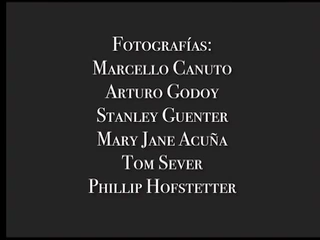 Fotografías:
Marcello Canuto
Arturo Godoy
Stanley Guenter
Mary Jane Acuña
Tom Sever
Phillip Hofstetter